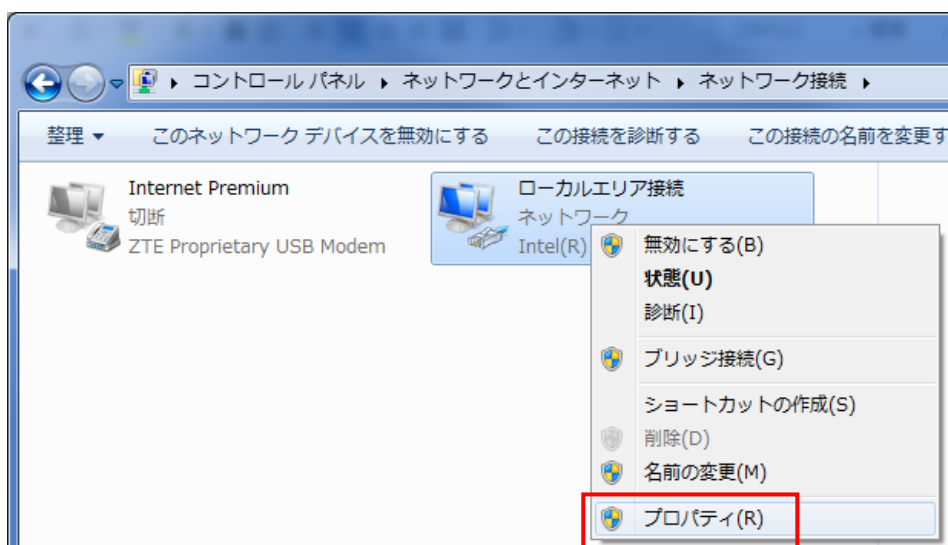 コントロール パネル ▸ ネットワークとインターネット ▸ ネットワーク接続 ▸
整理 ▼ このネットワーク デバイスを無効にする この接続を診断する この接続の名前を変更す
Internet Premium
切断
ZTE Proprietary USB Modem
ローカルエリア接続
ネットワーク
Intel(R)
無効にする(B)
状態(U)
診断(I)
ブリッジ接続(G)
ショートカットの作成(S)
削除(D)
名前の変更(M)
プロパティ(R)